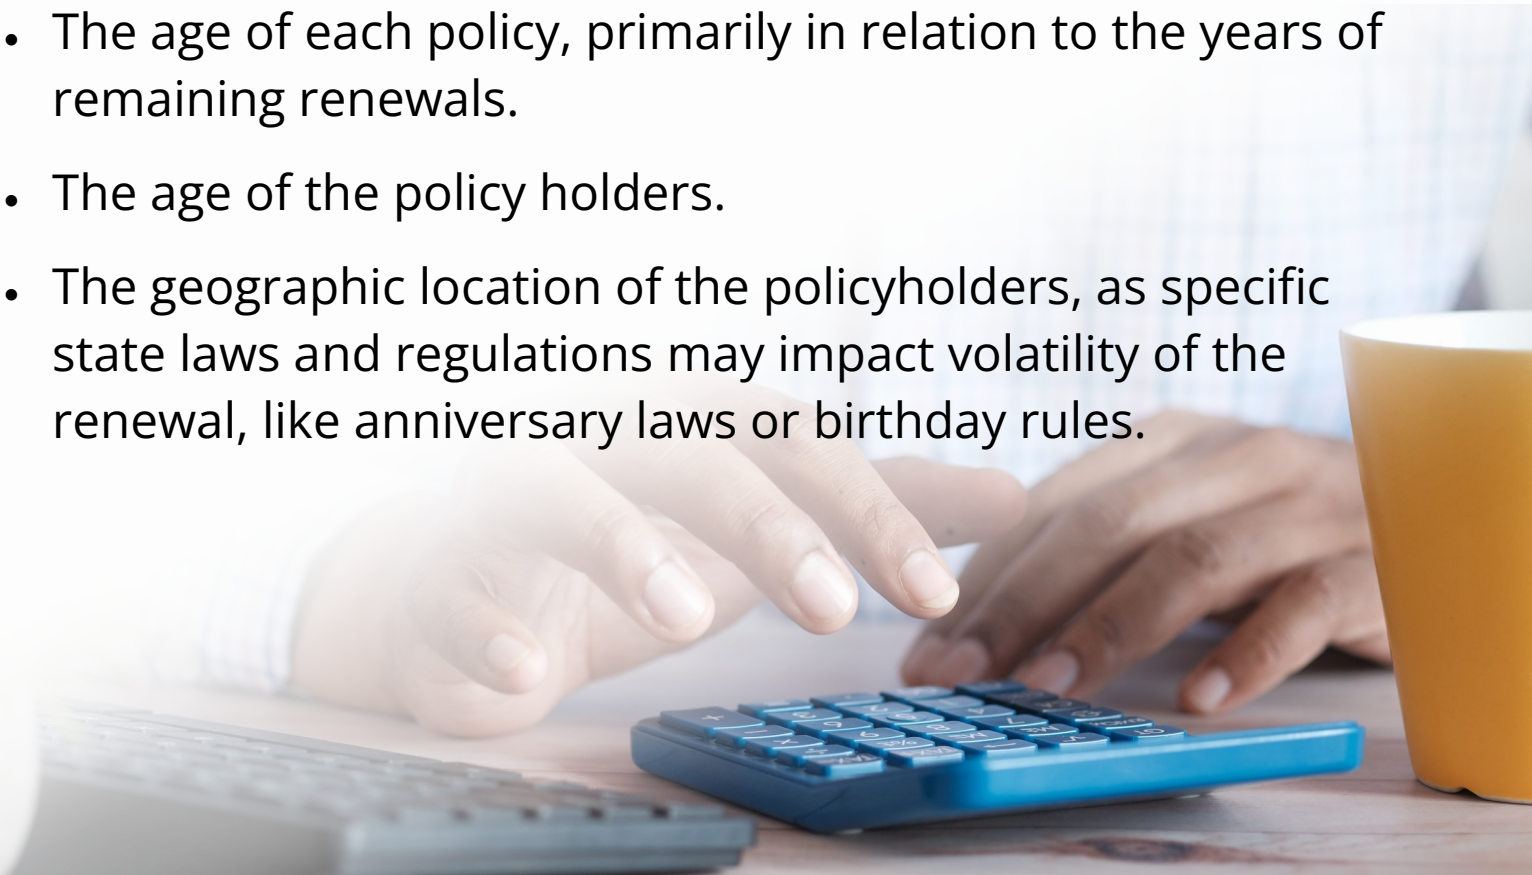 • The age of each policy, primarily in relation to the years of
remaining renewals.
• The age of the policy holders.
• The geographic location of the policyholders, as specific
state laws and regulations may impact volatility of the
renewal, like anniversary laws or birthday rules.